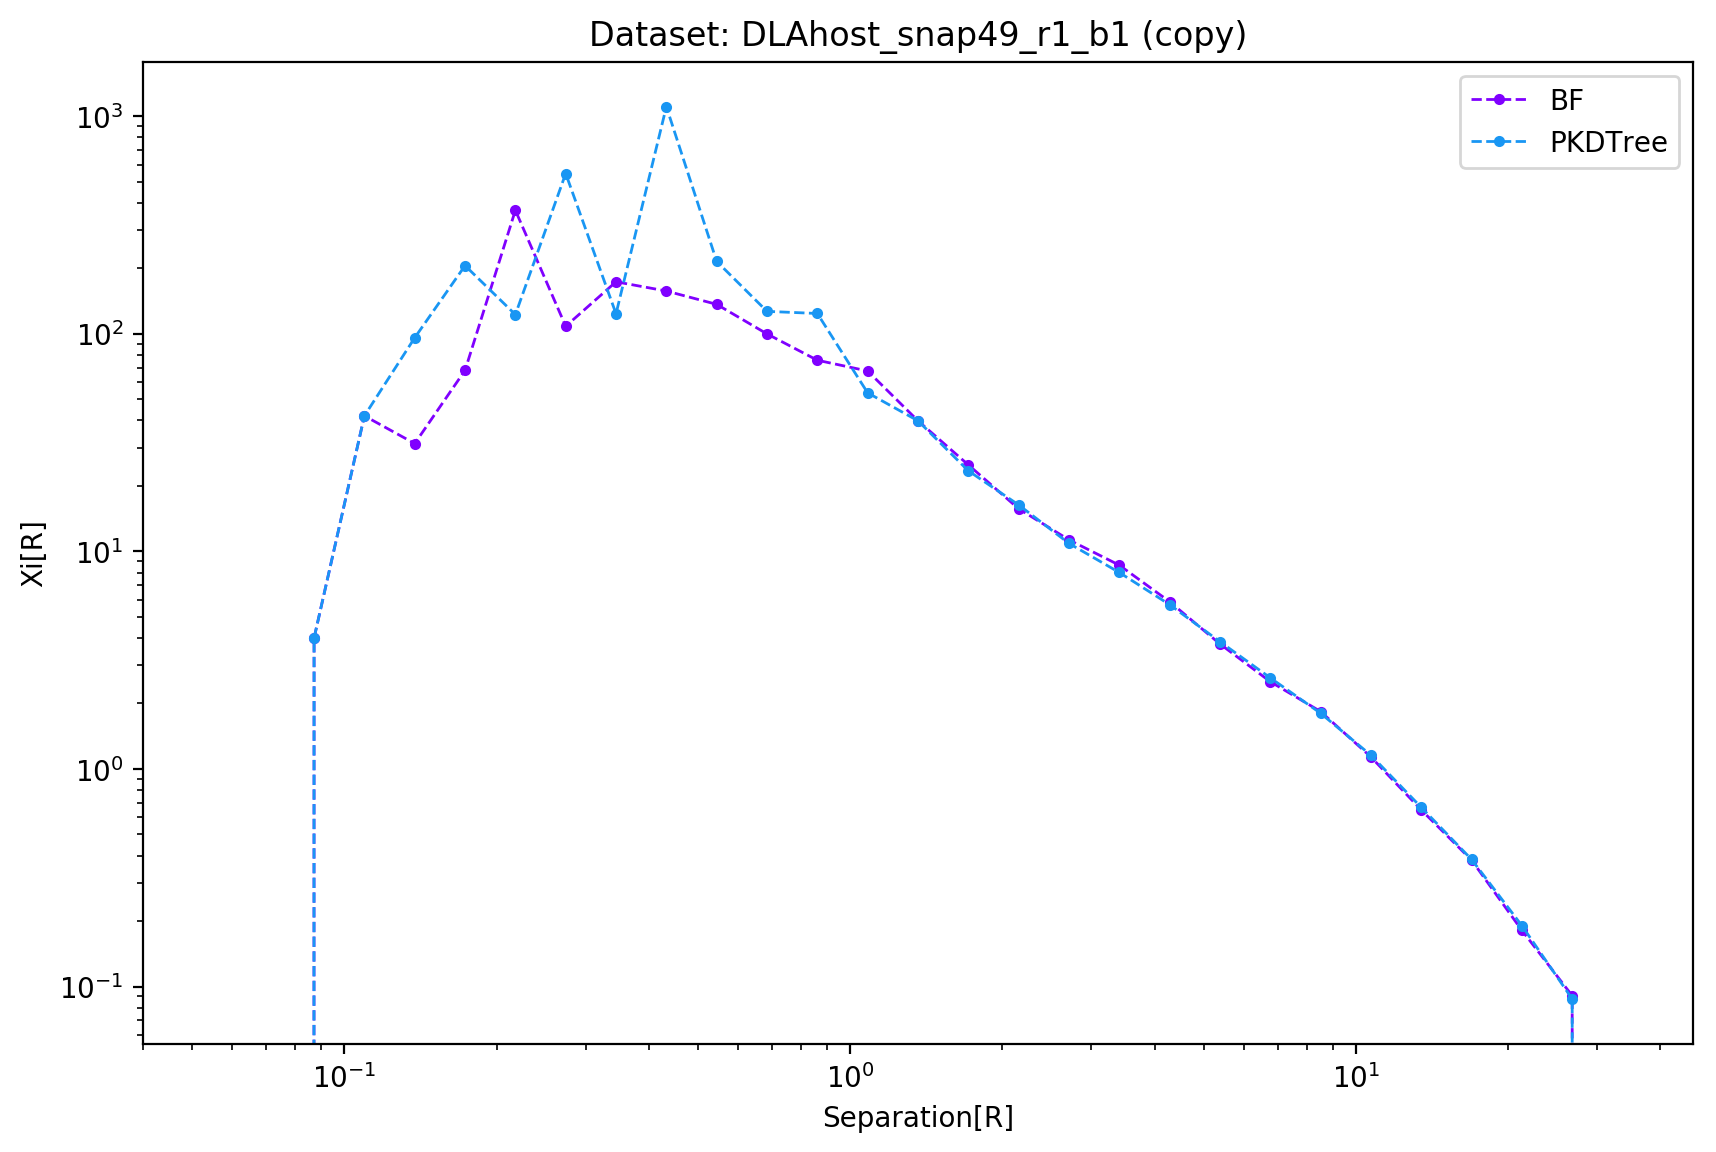 Dataset: DLAhost_snap49_r1_b1 (copy)
BF
PKDTree
Xi[R]
10³
10²
10¹
10⁰
10⁻¹
10⁻¹ 10⁰ 10¹
Separation[R]